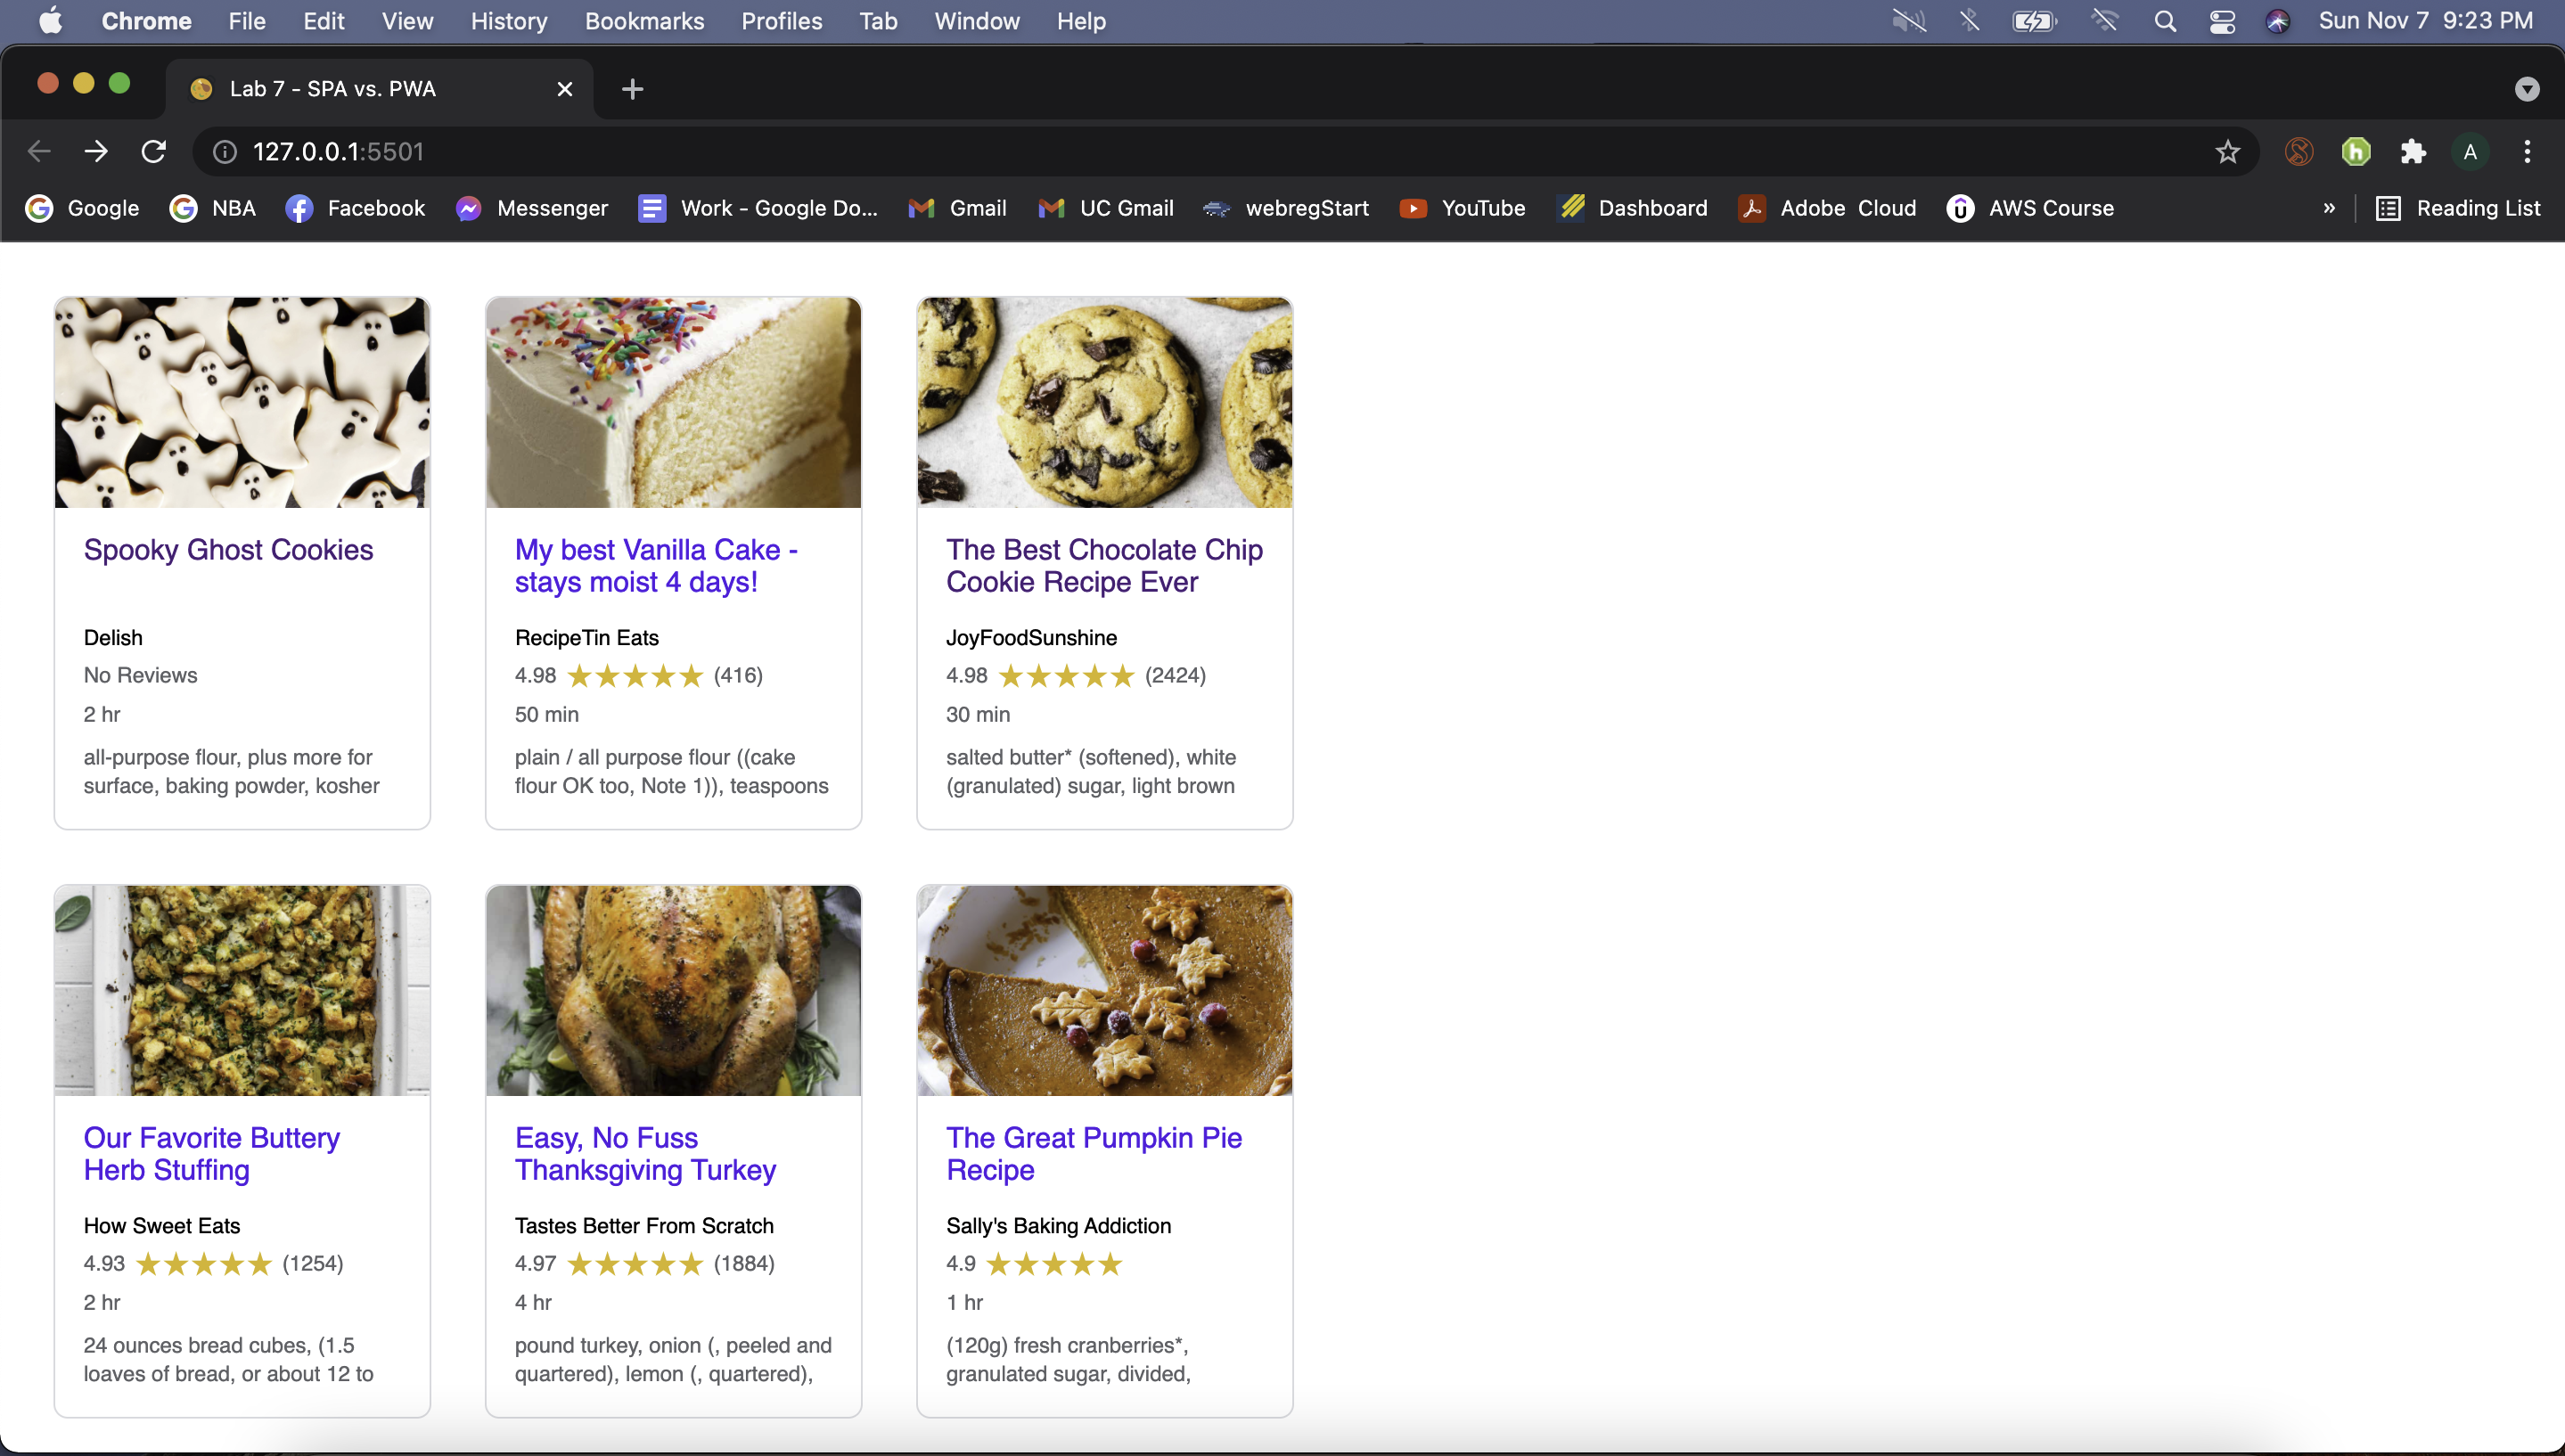 Chrome File Edit View History Bookmarks Profiles Tab Window Help Sun Nov 7 9:23 PM
Lab 7 - SPA vs. PWA
127.0.0.1:5501 A
Google NBA Facebook Messenger Work - Google Do... Gmail UC Gmail webregStart YouTube Dashboard Adobe Cloud AWS Course » Reading List
Spooky Ghost Cookies
Delish
No Reviews
2 hr
all-purpose flour, plus more for
surface, baking powder, kosher
My best Vanilla Cake -
stays moist 4 days!
RecipeTin Eats
4.98 ★★★★★ (416)
50 min
plain / all purpose flour ((cake
flour OK too, Note 1)), teaspoons
The Best Chocolate Chip
Cookie Recipe Ever
JoyFoodSunshine
4.98 ★★★★★ (2424)
30 min
salted butter* (softened), white
(granulated) sugar, light brown
Our Favorite Buttery
Herb Stuffing
How Sweet Eats
4.93 ★★★★★ (1254)
2 hr
24 ounces bread cubes, (1.5
loaves of bread, or about 12 to
Easy, No Fuss
Thanksgiving Turkey
Tastes Better From Scratch
4.97 ★★★★★ (1884)
4 hr
pound turkey, onion (, peeled and
quartered), lemon (, quartered),
The Great Pumpkin Pie
Recipe
Sally's Baking Addiction
4.9 ★★★★★
1 hr
(120g) fresh cranberries*,
granulated sugar, divided,